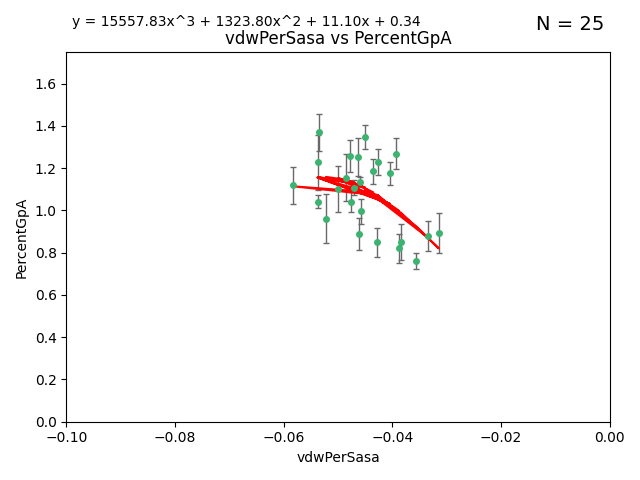 y = 15557.83x^3 + 1323.80x^2 + 11.10x + 0.34
N = 25
vdwPerSasa vs PercentGpA
1.6
1.4
1.2
1.0
0.8
0.6
0.4
0.2
0.0
PercentGpA
−0.10 −0.08 −0.06 −0.04 −0.02 0.00
vdwPerSasa